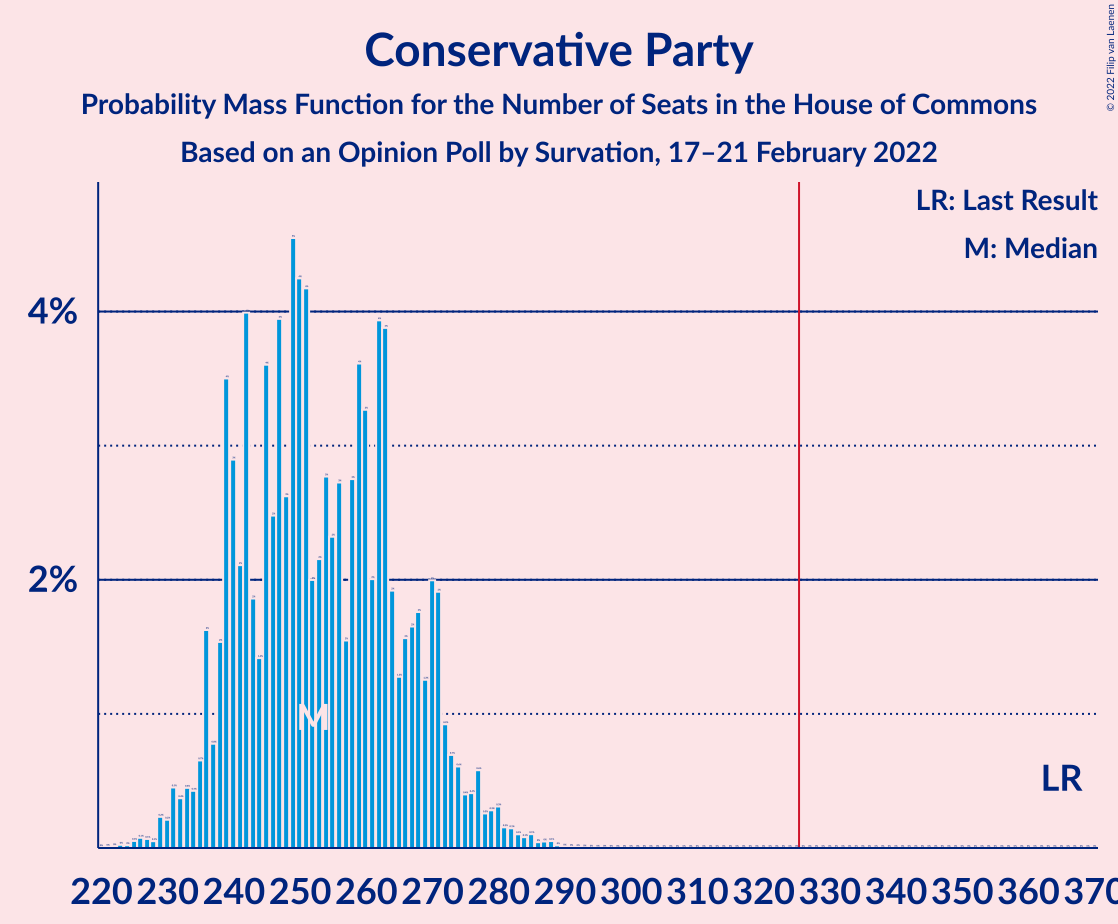 Conservative Party
Probability Mass Function for the Number of Seats in the House of Commons
Based on an Opinion Poll by Survation, 17–21 February 2022
© 2022 Filip van Laenen
LR: Last Result
M: Median
4%
2%
M
LR
220 230 240 250 260 270 280 290 300 310 320 330 340 350 360 370